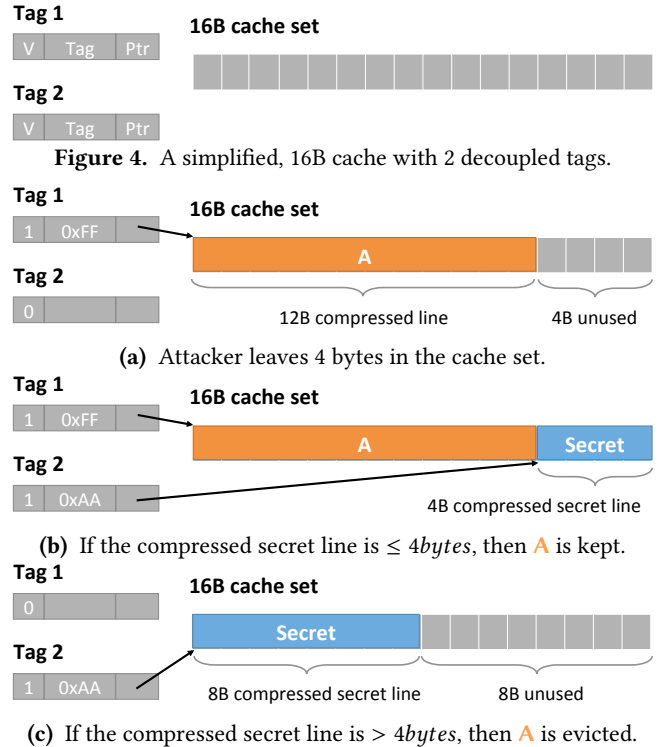 Tag 1
16B cache set
V Tag Ptr
Tag 2
V Tag Ptr
Figure 4. A simplified, 16B cache with 2 decoupled tags.
Tag 1
16B cache set
1 0xFF
A
Tag 2
0
12B compressed line 4B unused
(a) Attacker leaves 4 bytes in the cache set.
Tag 1
16B cache set
1 0xFF
A Secret
Tag 2
1 0xAA
4B compressed secret line
(b) If the compressed secret line is ≤ 4bytes, then A is kept.
Tag 1
16B cache set
0
Secret
Tag 2
1 0xAA
8B compressed secret line 8B unused
(c) If the compressed secret line is > 4bytes, then A is evicted.